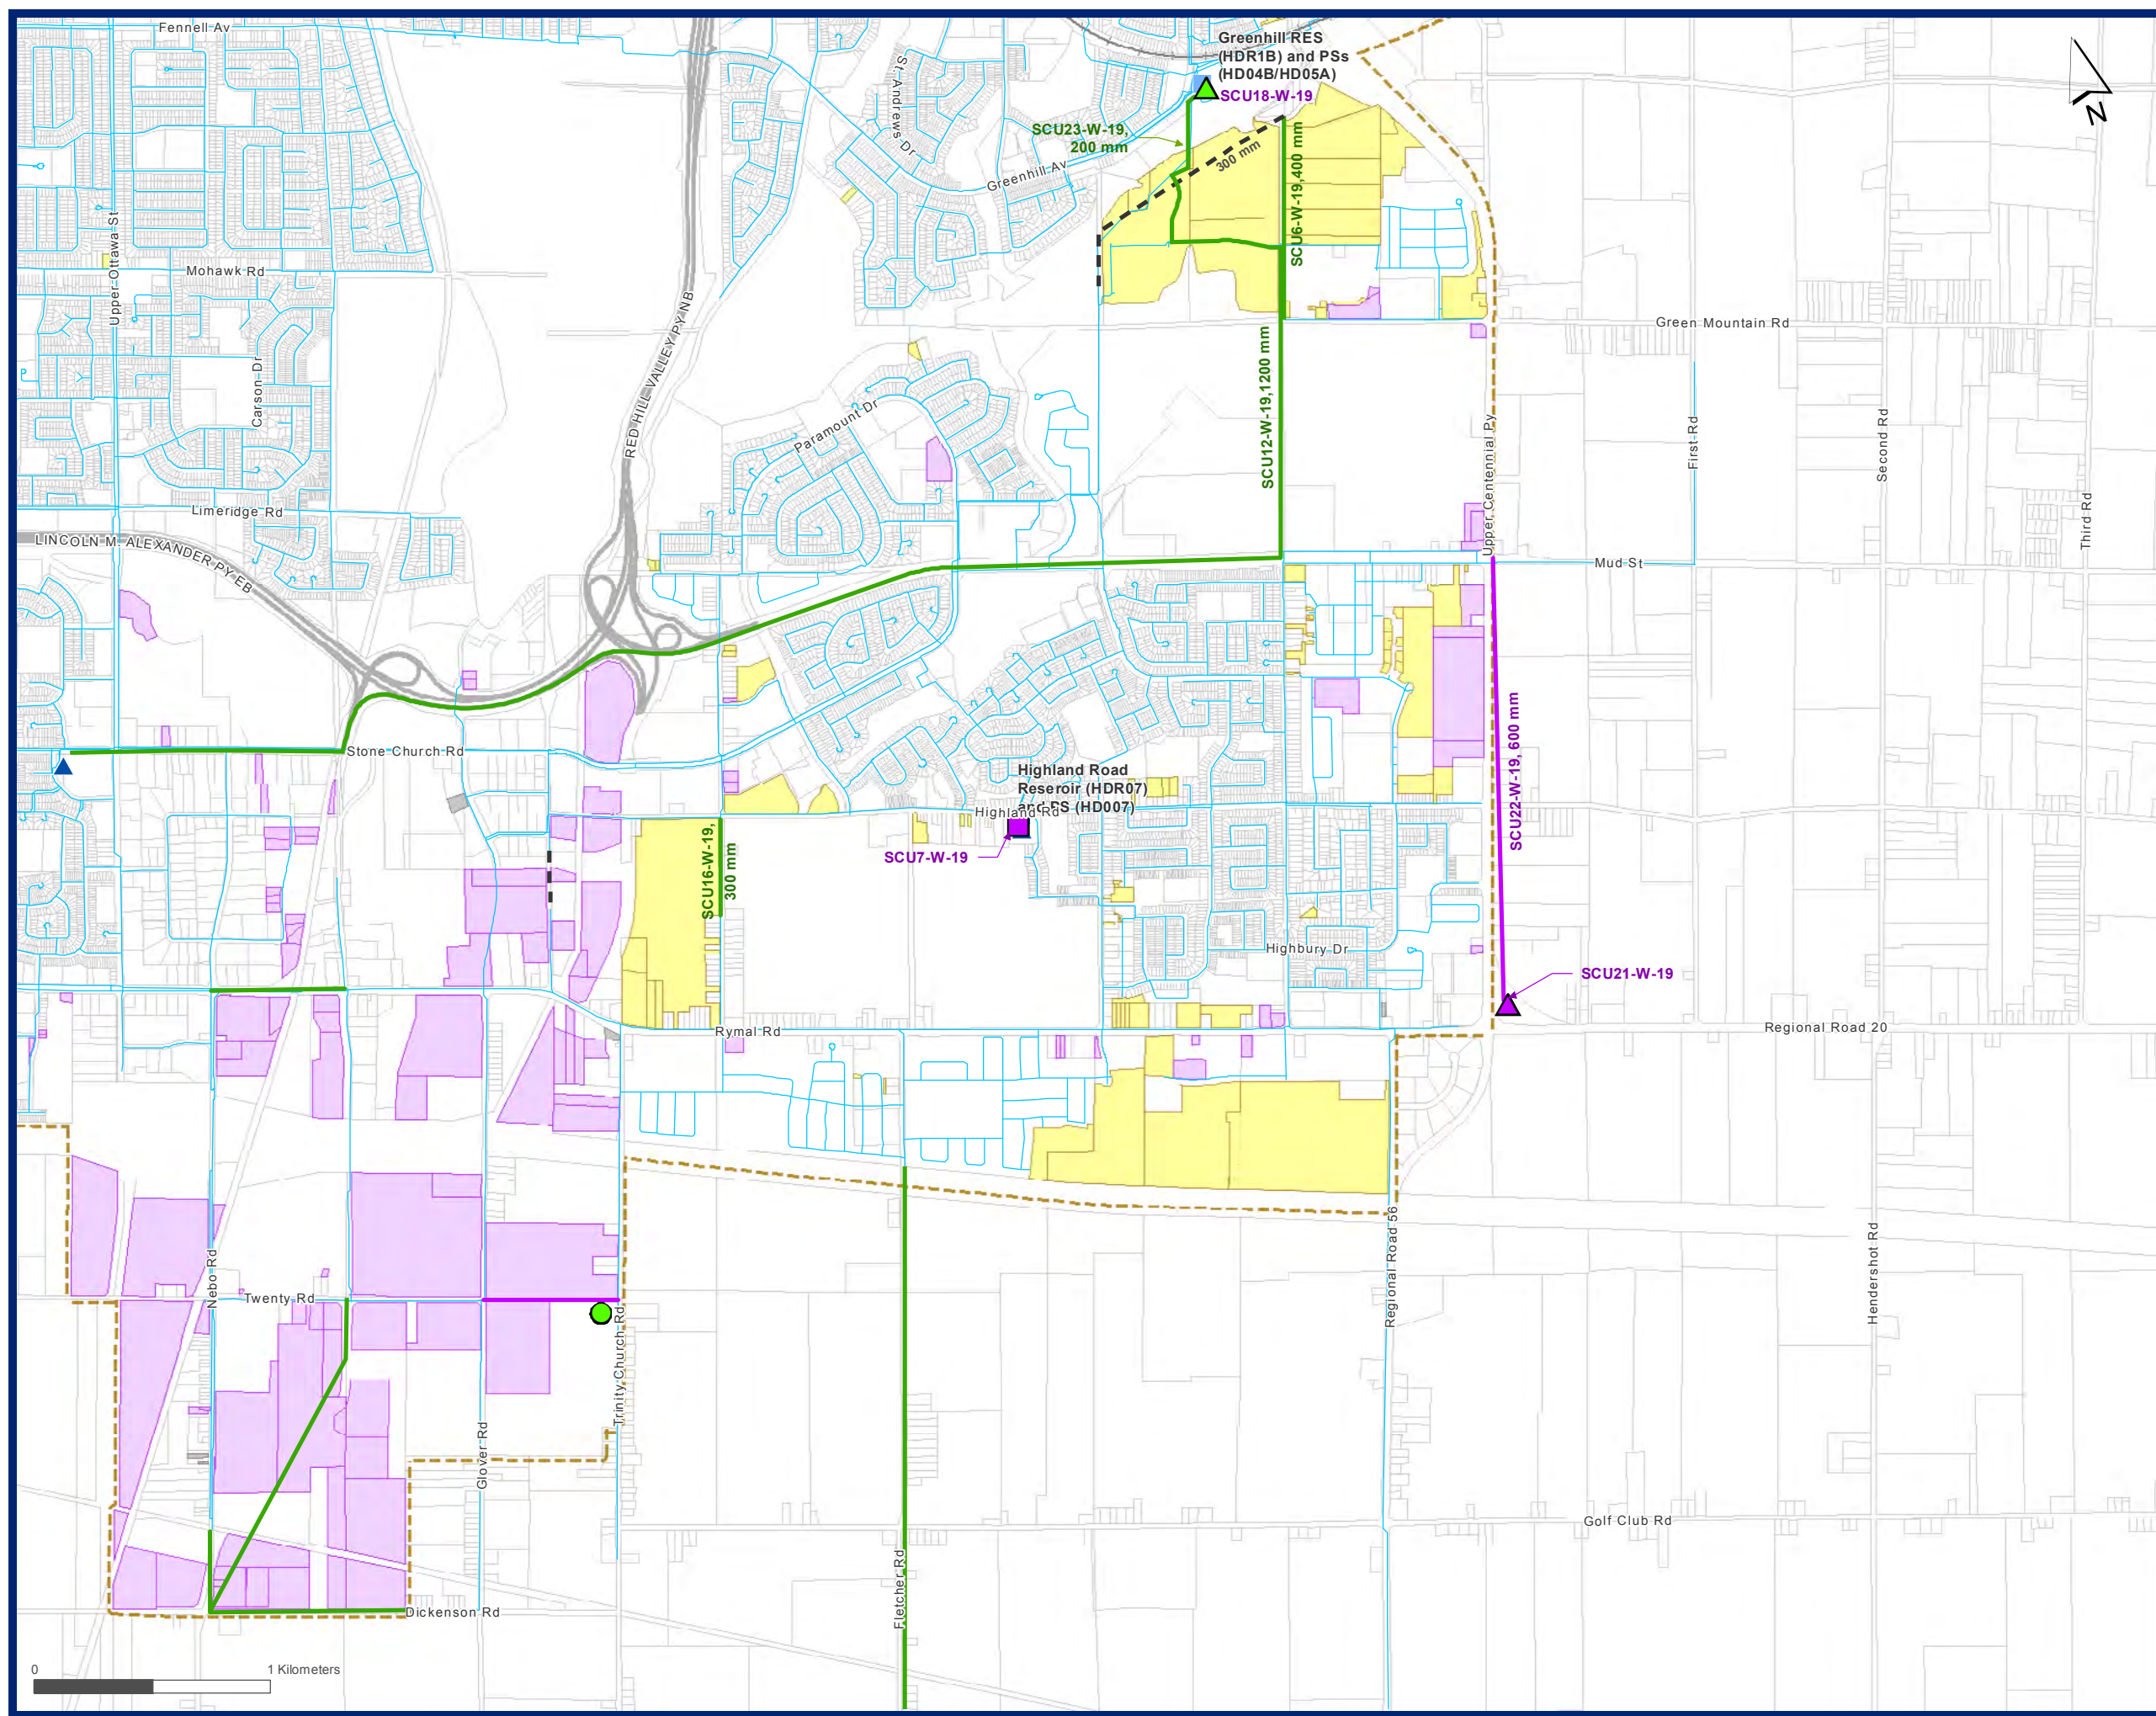 Fennell Av
Greenhill RES
(HDR1B) and PSs
(HD04B/HD05A)
SCU18-W-19
N
St. Andrews Dr
SCU23-W-19,
200 mm
300 mm
Greenhill Av
SCU6-W-19,400 mm
Upper Ottawa St
Mohawk Rd
RED HILL VALLEY PY NB
Green Mountain Rd
Carson Dr
Paramount Dr
SCU12-W-19,1200 mm
Upper Centennial Py
First Rd
Second Rd
Third Rd
Limeridge Rd
LINCOLN M. ALEXANDER PY EB
Mud St
Stone Church Rd
SCU22-W-19, 600 mm
Highland Road
Reseroir (HDR07)
and PS (HD007)
Highland Rd
SCU7-W-19
SCU16-W-19,
300 mm
Highbury Dr
SCU21-W-19
Rymal Rd
Regional Road 20
Nebo Rd
Twenty Rd
Trinity Church Rd
Regional Road 56
Hendershot Rd
Glover Rd
Golf Club Rd
Fletcher Rd
Dickenson Rd
0
1 Kilometers